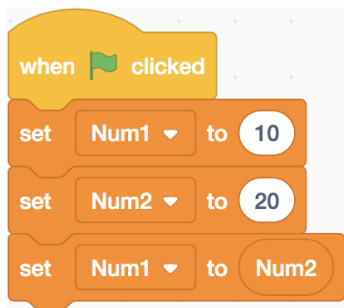 when clicked
set Num1 to 10
set Num2 to 20
set Num1 to Num2